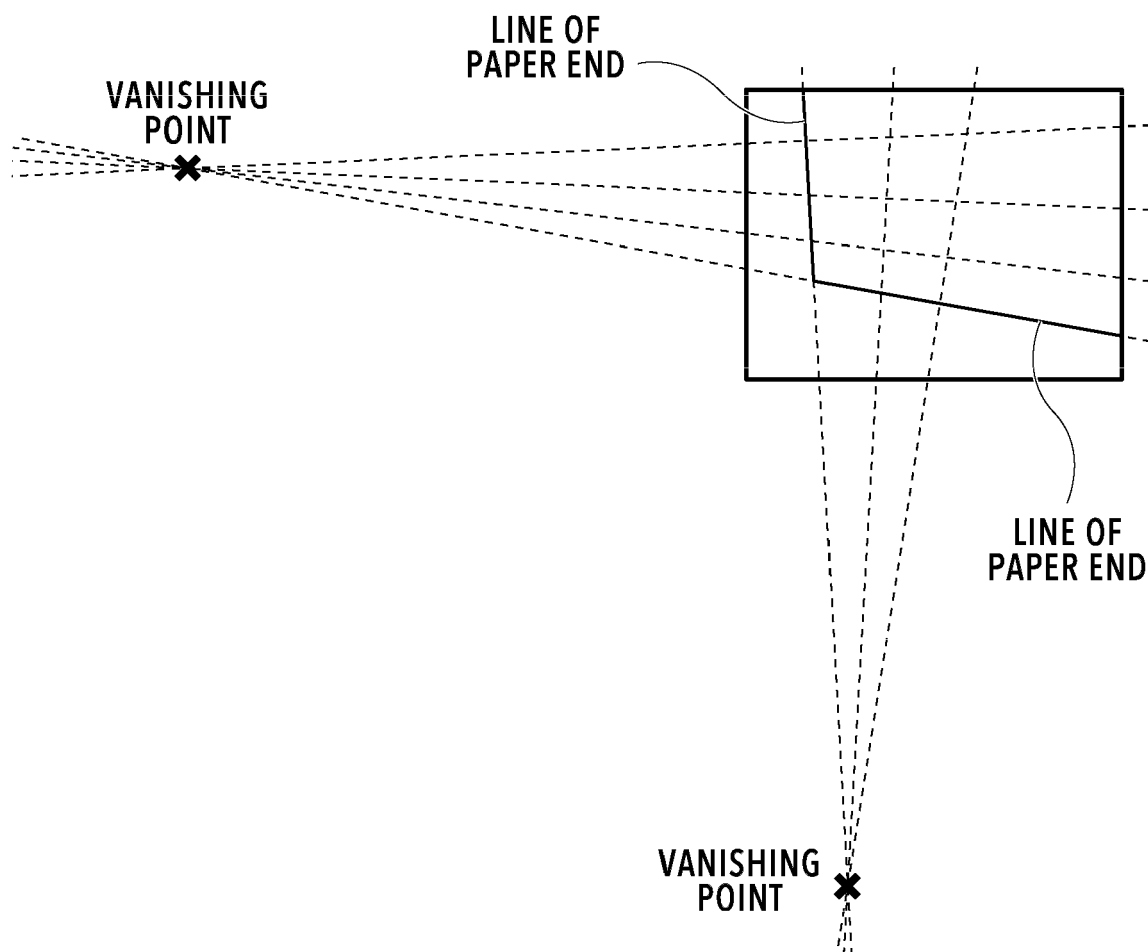 LINE OF
PAPER END
VANISHING
POINT
LINE OF
PAPER END
VANISHING
POINT